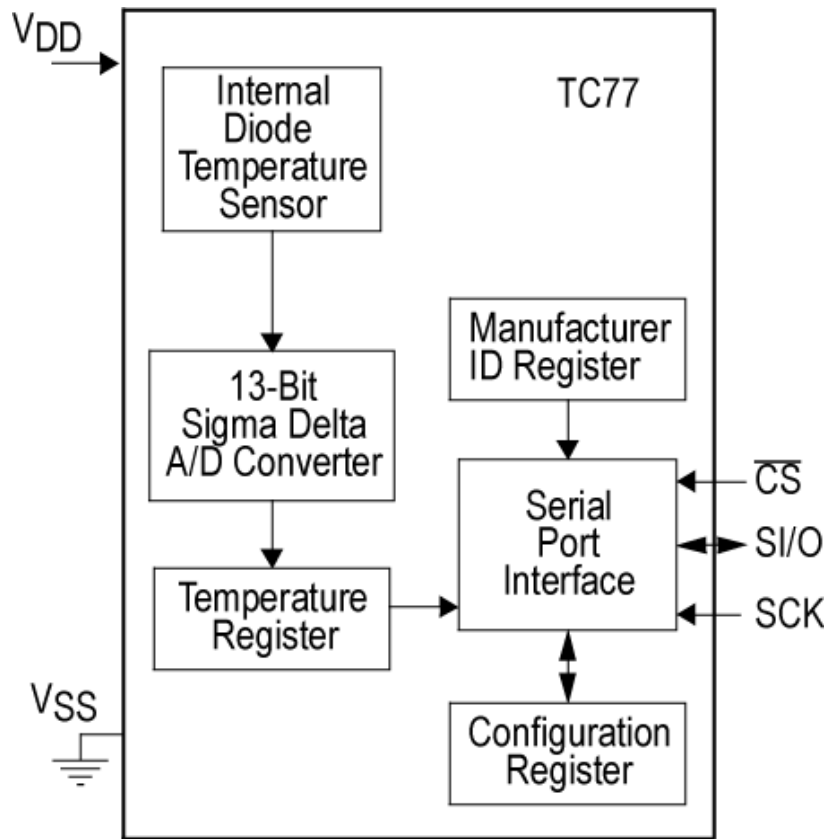 VDD
TC77
Internal
Diode
Temperature
Sensor
13-Bit
Sigma Delta
A/D Converter
Temperature
Register
Manufacturer
ID Register
Serial
Port
Interface
Configuration
Register
C̅S̅
SI/O
SCK
VSS